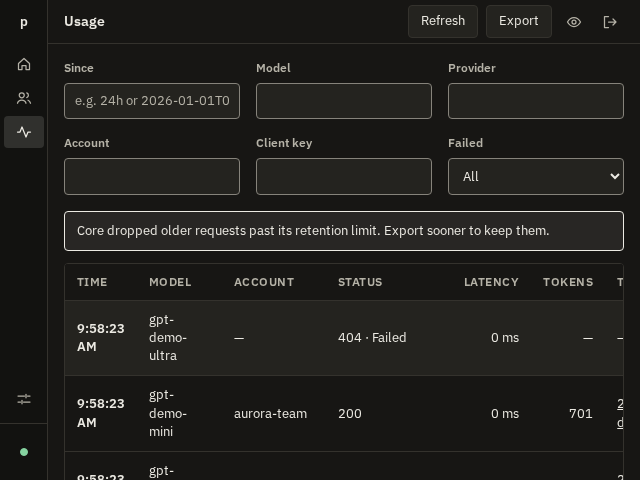 p
Usage
Refresh
Export
Since
Model
Provider
e.g. 24h or 2026-01-01T0
Account
Client key
Failed
All
Core dropped older requests past its retention limit. Export sooner to keep them.
TIME MODEL ACCOUNT STATUS LATENCY TOKENS T
9:58:23 AM gpt-demo-ultra — 404 · Failed 0 ms — –
9:58:23 AM gpt-demo-mini aurora-team 200 0 ms 701 2 d
9:58:23 gpt-